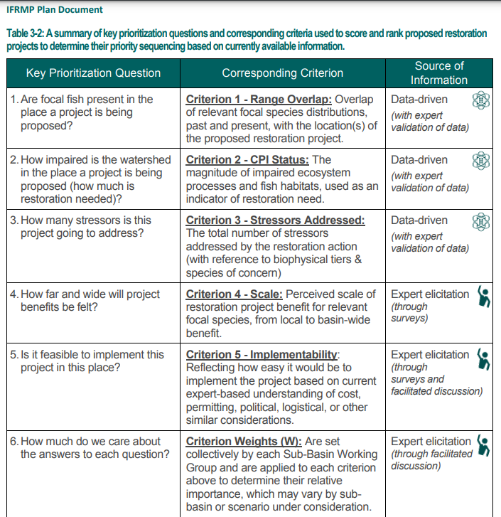 IFRMP Plan Document
Table 3-2: A summary of key prioritization questions and corresponding criteria used to score and rank proposed restoration
projects to determine their priority sequencing based on currently available information.
Key Prioritization Question
Corresponding Criterion
Source of
Information
1. Are focal fish present in the
place a project is being
proposed?
Criterion 1 - Range Overlap: Overlap
of relevant focal species distributions,
past and present, with the location(s) of
the proposed restoration project.
Data-driven
(with expert
validation of data)
2. How impaired is the watershed
in the place a project is being
proposed (how much is
restoration needed)?
Criterion 2 - CPI Status: The
magnitude of impaired ecosystem
processes and fish habitats, used as an
indicator of restoration need.
Data-driven
(with expert
validation of data)
3. How many stressors is this
project going to address?
Criterion 3 - Stressors Addressed:
The total number of stressors
addressed by the restoration action
(with reference to biophysical tiers &
species of concern)
Data-driven
(with expert
validation of data)
4. How far and wide will project
benefits be felt?
Criterion 4 - Scale: Perceived scale of
restoration project benefit for relevant
focal species, from local to basin-wide
benefit.
Expert elicitation
(through
surveys)
5. Is it feasible to implement this
project in this place?
Criterion 5 - Implementability:
Reflecting how easy it would be to
implement the project based on current
expert-based understanding of cost,
permitting, political, logistical, or other
similar considerations.
Expert elicitation
(through
surveys and
facilitated discussion)
6. How much do we care about
the answers to each question?
Criterion Weights (W): Are set
collectively by each Sub-Basin Working
Group and are applied to each criterion
above to determine their relative
importance, which may vary by sub-
basin or scenario under consideration.
Expert elicitation
(through facilitated
discussion)